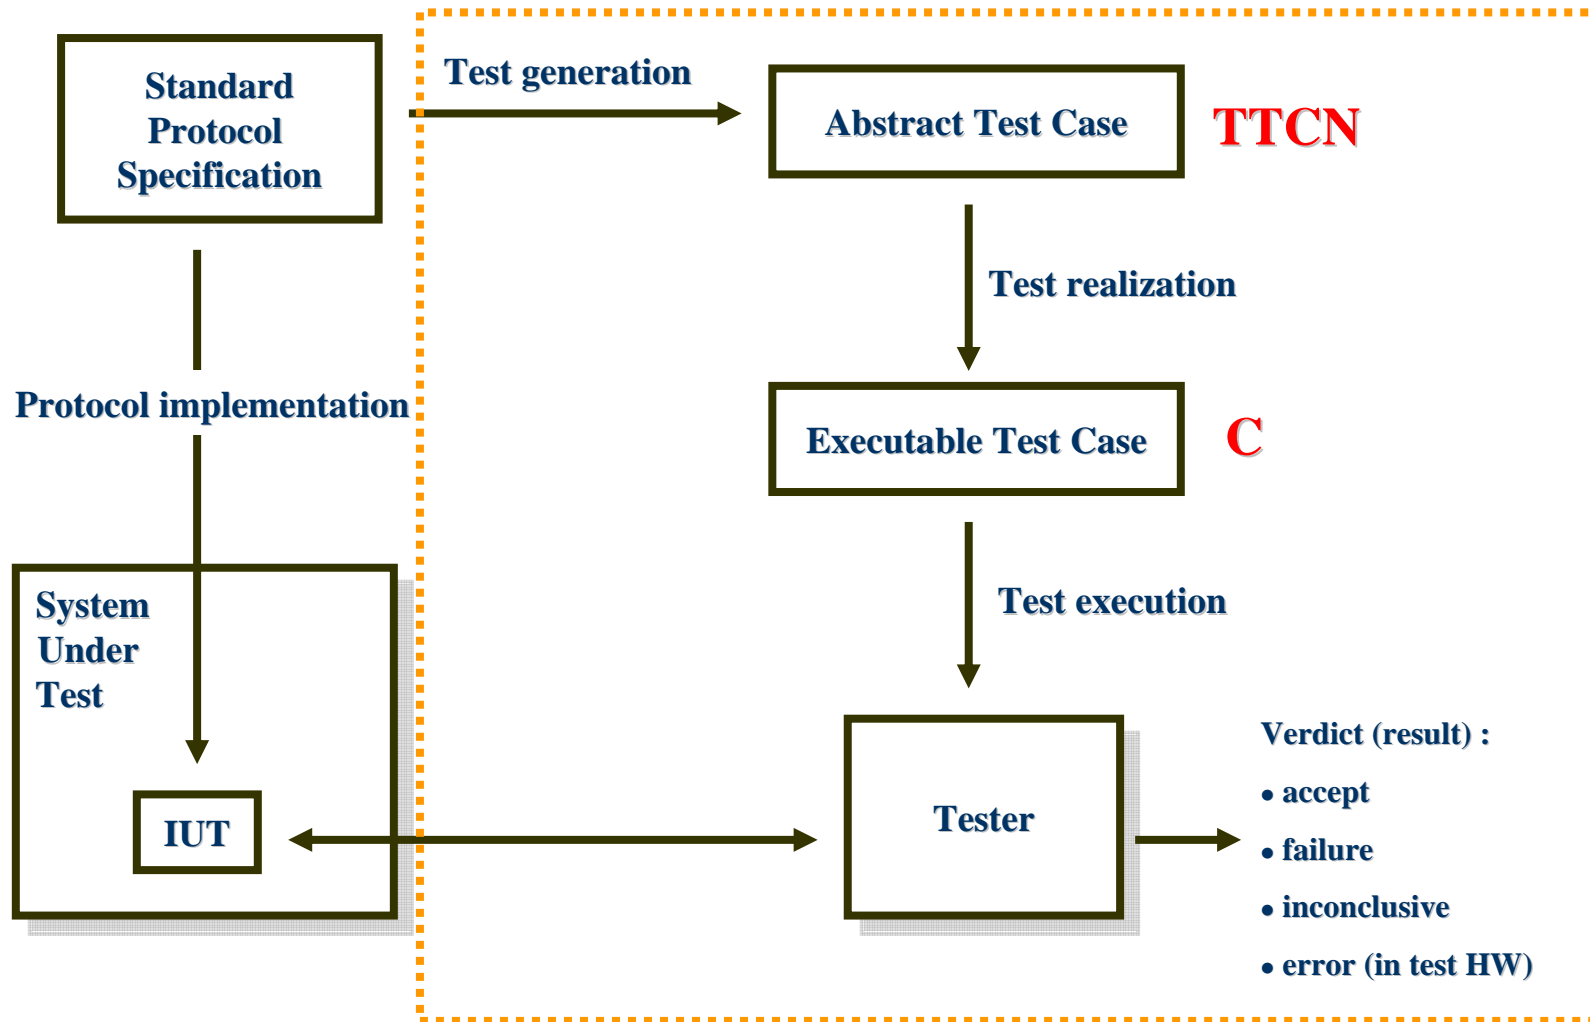 Standard
Protocol
Specification
Test generation
Abstract Test Case
TTCN
Test realization
Protocol implementation
Executable Test Case
C
System
Under
Test
Test execution
IUT
Tester
Verdict (result) :
• accept
• failure
• inconclusive
• error (in test HW)